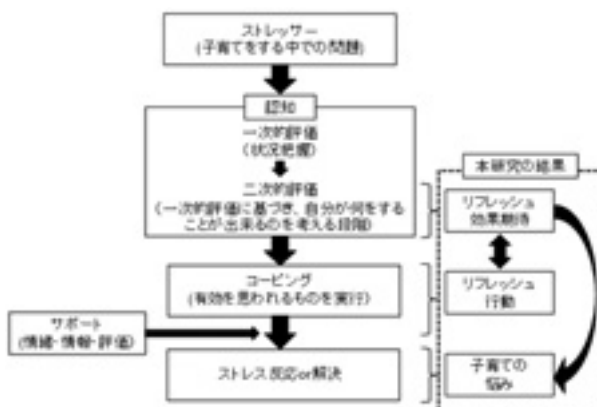 ストレッサー
(子育てをする中での問題)
認知
一次的評価
(状況把握)
二次的評価
(一次的評価に基づき、自分が何をする
ことが出来るのを考える段階)
コーピング
(有効を思われるものを実行)
サポート
(情緒・情報・評価)
ストレス反応or解決
本研究の結果
リフレッシュ
効果期待
リフレッシュ
行動
子育ての
悩み